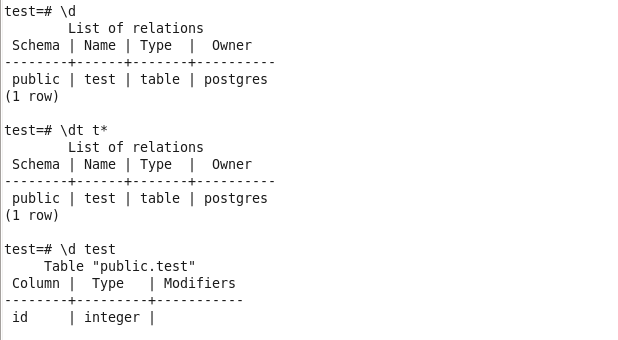 test=# \d
        List of relations
 Schema | Name | Type  |  Owner
--------+------+-------+----------
 public | test | table | postgres
(1 row)

test=# \dt t*
        List of relations
 Schema | Name | Type  |  Owner
--------+------+-------+----------
 public | test | table | postgres
(1 row)

test=# \d test
     Table "public.test"
 Column |  Type   | Modifiers
--------+---------+-----------
 id     | integer |